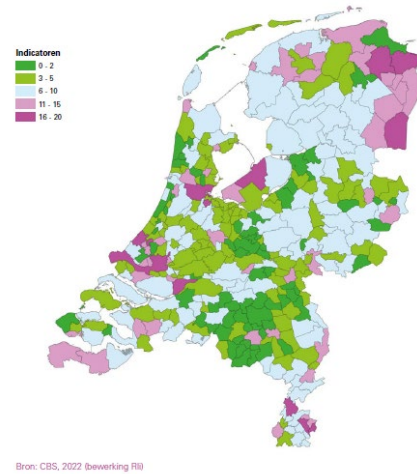 Indicatoren
0 - 2
3 - 5
6 - 10
11 - 15
16 - 20
Bron: CBS, 2022 (bewerking Rli)